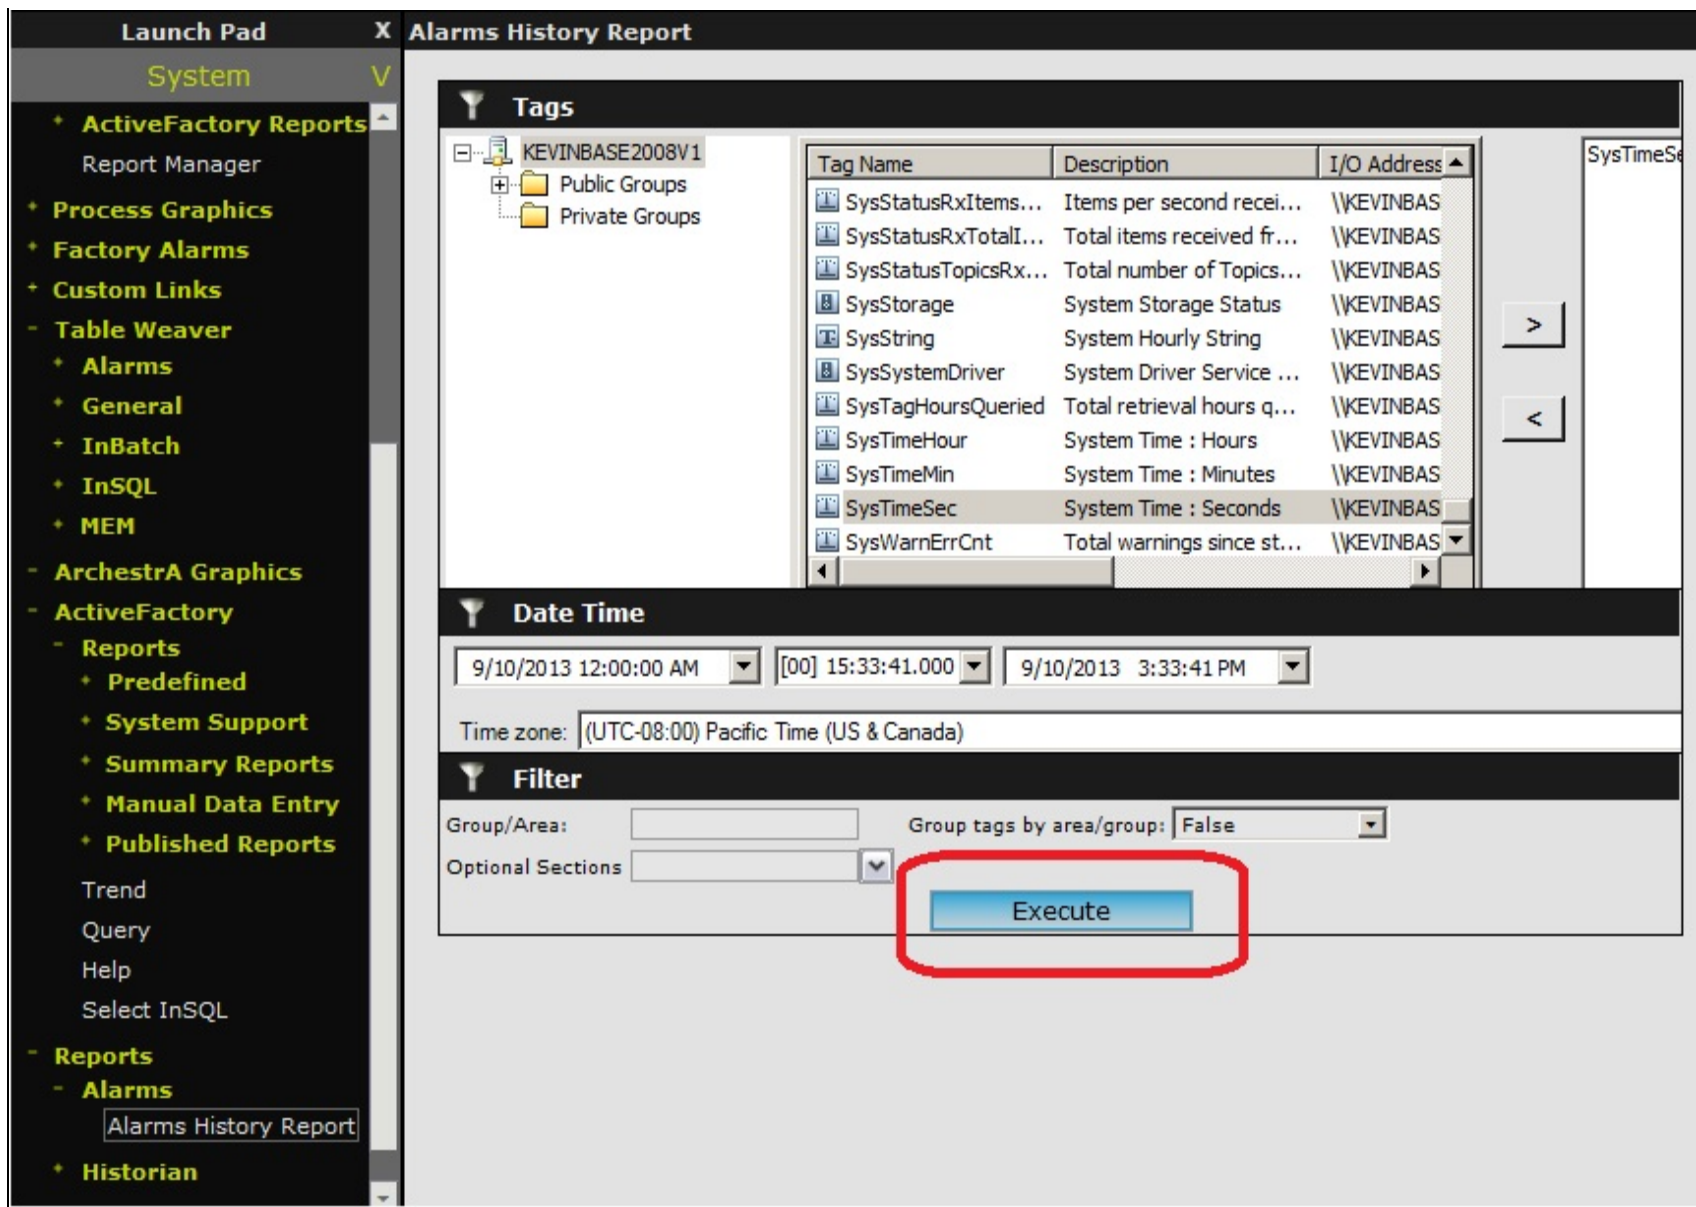 Launch Pad X
System V
+ ActiveFactory Reports
Report Manager
+ Process Graphics
+ Factory Alarms
+ Custom Links
- Table Weaver
+ Alarms
+ General
+ InBatch
+ InSQL
+ MEM
- ArchestrA Graphics
- ActiveFactory
- Reports
+ Predefined
+ System Support
+ Summary Reports
+ Manual Data Entry
+ Published Reports
Trend
Query
Help
Select InSQL
- Reports
- Alarms
Alarms History Report
+ Historian
Alarms History Report
Tags
KEVINBASE2008V1
Public Groups
Private Groups
Tag Name Description I/O Address
SysStatusRxItems... Items per second recei... \\KEVINBAS
SysStatusRxTotalI... Total items received fr... \\KEVINBAS
SysStatusTopicsRx... Total number of Topics... \\KEVINBAS
SysStorage System Storage Status \\KEVINBAS
SysString System Hourly String \\KEVINBAS
SysSystemDriver System Driver Service ... \\KEVINBAS
SysTagHoursQueried Total retrieval hours q... \\KEVINBAS
SysTimeHour System Time : Hours \\KEVINBAS
SysTimeMin System Time : Minutes \\KEVINBAS
SysTimeSec System Time : Seconds \\KEVINBAS
SysWarnErrCnt Total warnings since st... \\KEVINBAS
>
<
SysTimeSe
Date Time
9/10/2013 12:00:00 AM [00] 15:33:41.000 9/10/2013 3:33:41 PM
Time zone: (UTC-08:00) Pacific Time (US & Canada)
Filter
Group/Area: Group tags by area/group: False
Optional Sections
Execute